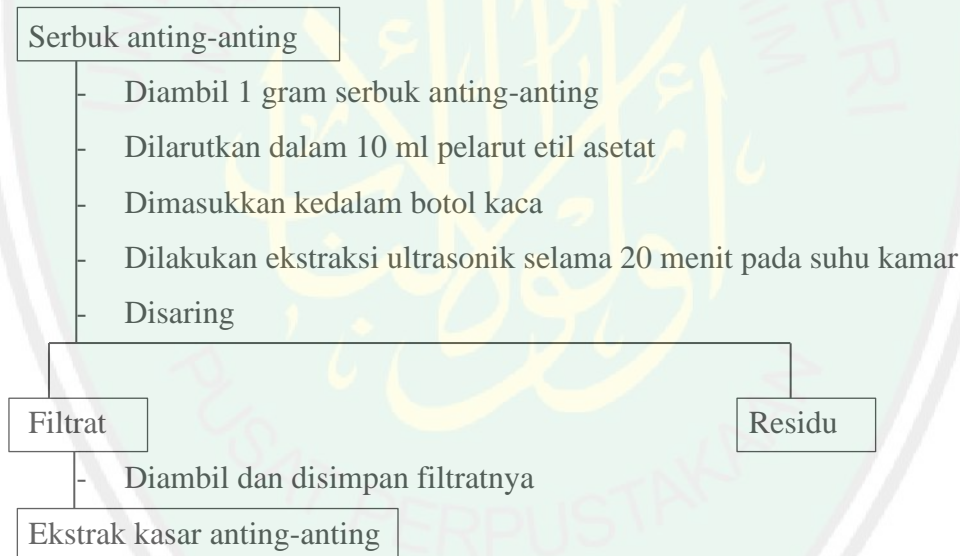 Serbuk anting-anting
- Diambil 1 gram serbuk anting-anting
- Dilarutkan dalam 10 ml pelarut etil asetat
- Dimasukkan kedalam botol kaca
- Dilakukan ekstraksi ultrasonik selama 20 menit pada suhu kamar
- Disaring
Filtrat Residu
- Diambil dan disimpan filtratnya
Ekstrak kasar anting-anting
PUSAT PERPUSTAKAAN